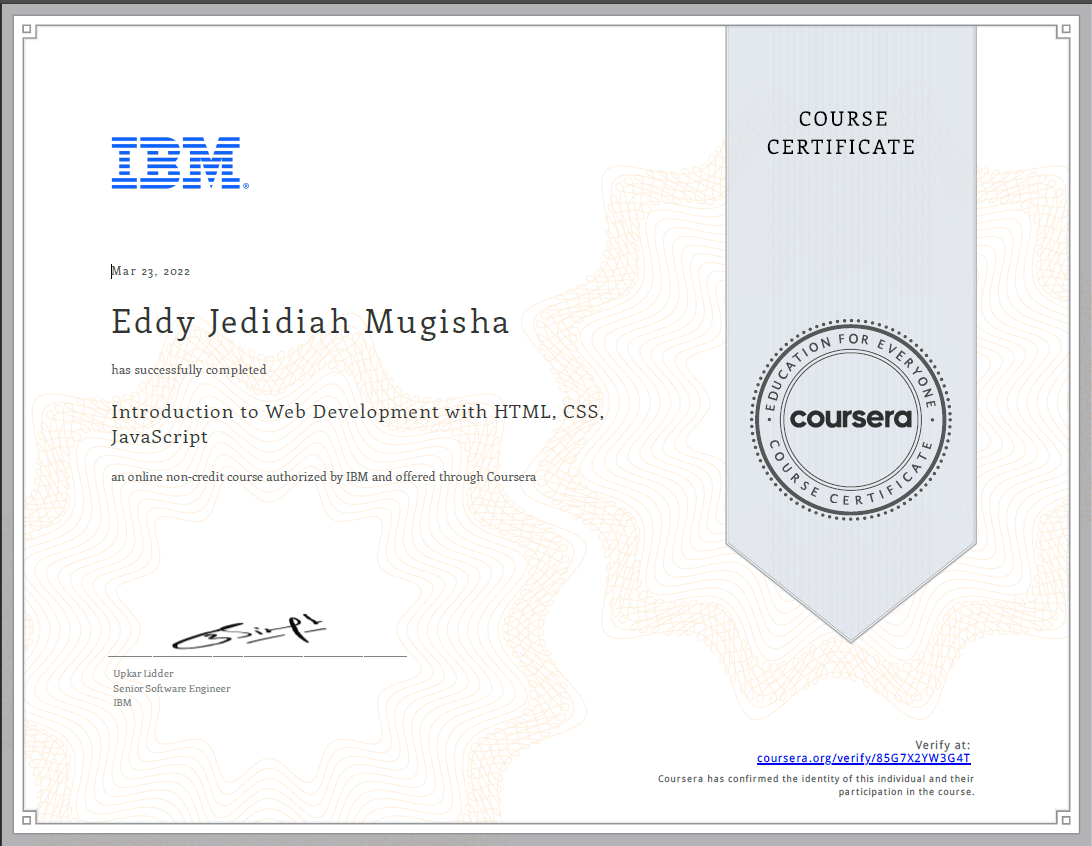 COURSE
CERTIFICATE
IBM®
Mar 23, 2022
Eddy Jedidiah Mugisha
has successfully completed
Introduction to Web Development with HTML, CSS,
JavaScript
an online non-credit course authorized by IBM and offered through Coursera
EDUCATION FOR EVERYONE
coursera
COURSE CERTIFICATE
Upkar Lidder
Senior Software Engineer
IBM
Verify at:
coursera.org/verify/85G7X2YW3G4T
Coursera has confirmed the identity of this individual and their
participation in the course.